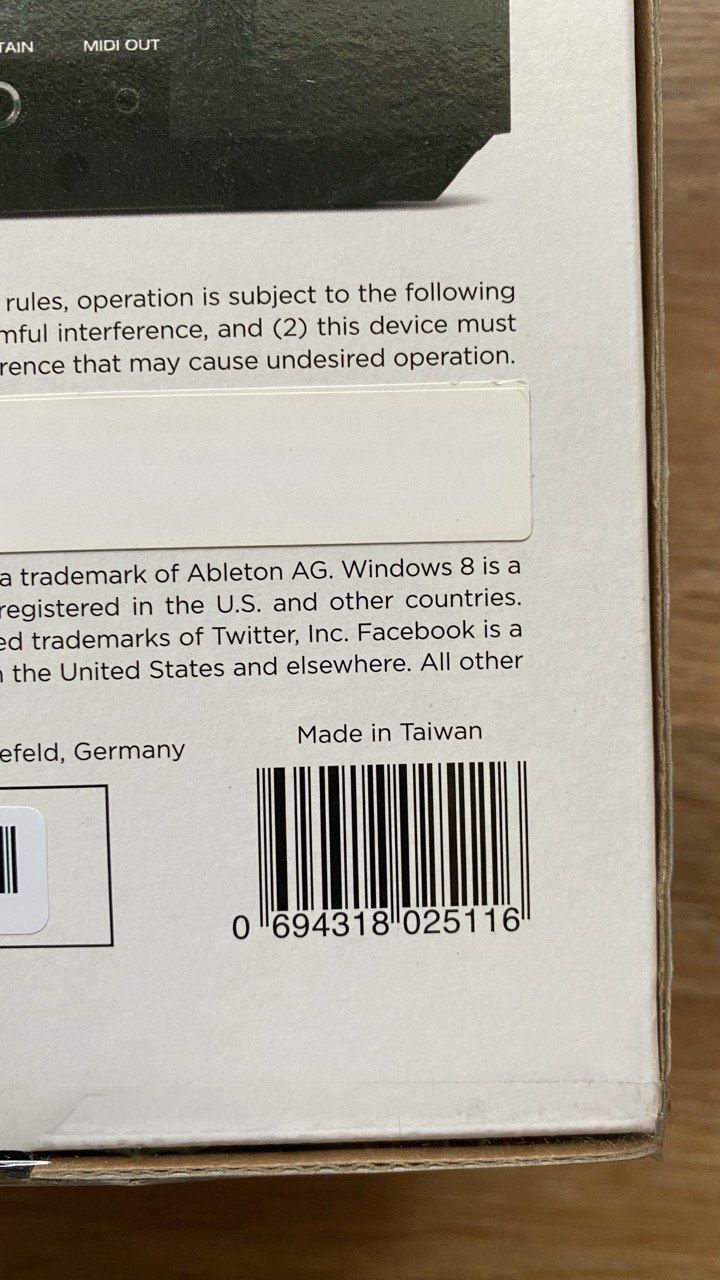 TAIN MIDI OUT
rules, operation is subject to the following
mful interference, and (2) this device must
rence that may cause undesired operation.
a trademark of Ableton AG. Windows 8 is a
registered in the U.S. and other countries.
ed trademarks of Twitter, Inc. Facebook is a
the United States and elsewhere. All other
Made in Taiwan
efeld, Germany
0 694318 025116